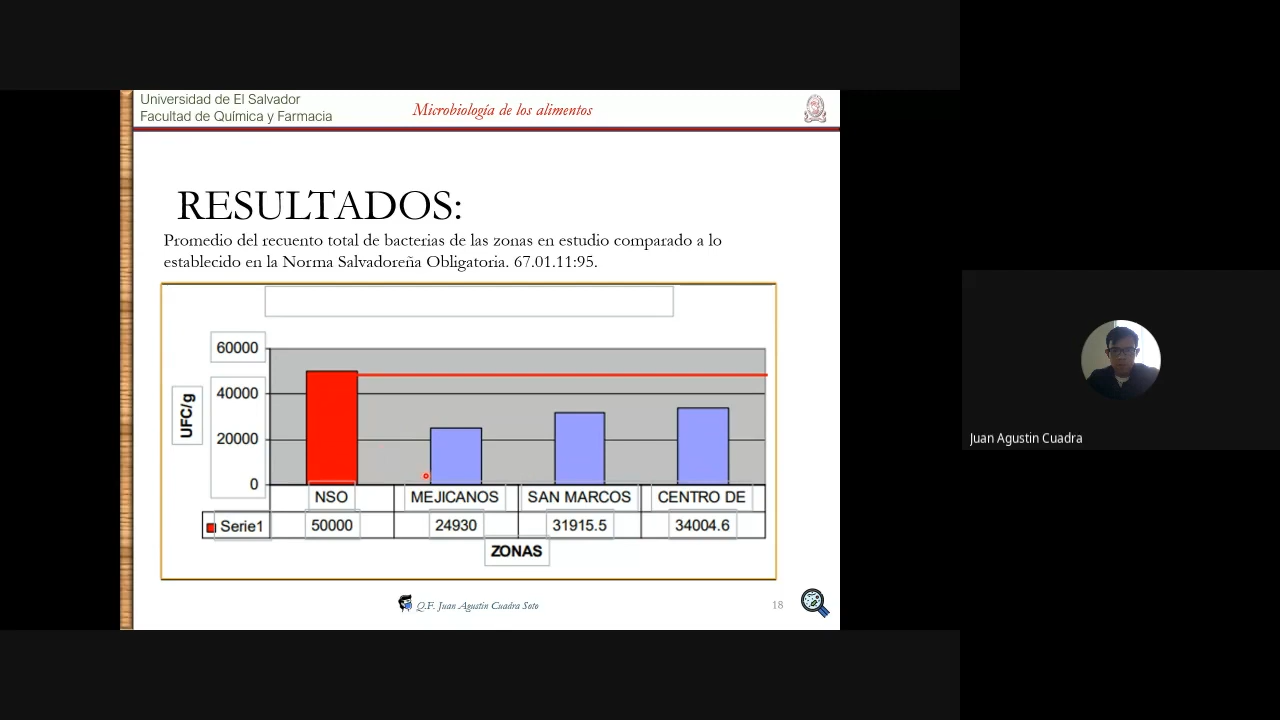 Universidad de El Salvador
Facultad de Química y Farmacia
Microbiología de los alimentos
RESULTADOS:
Promedio del recuento total de bacterias de las zonas en estudio comparado a lo
establecido en la Norma Salvadoreña Obligatoria. 67.01.11:95.
60000
40000
20000
0
UFC/g
NSO MEJICANOS SAN MARCOS CENTRO DE
Serie1 50000 24930 31915.5 34004.6
ZONAS
Q.F. Juan Agustin Cuadra Soto
18
Juan Agustin Cuadra